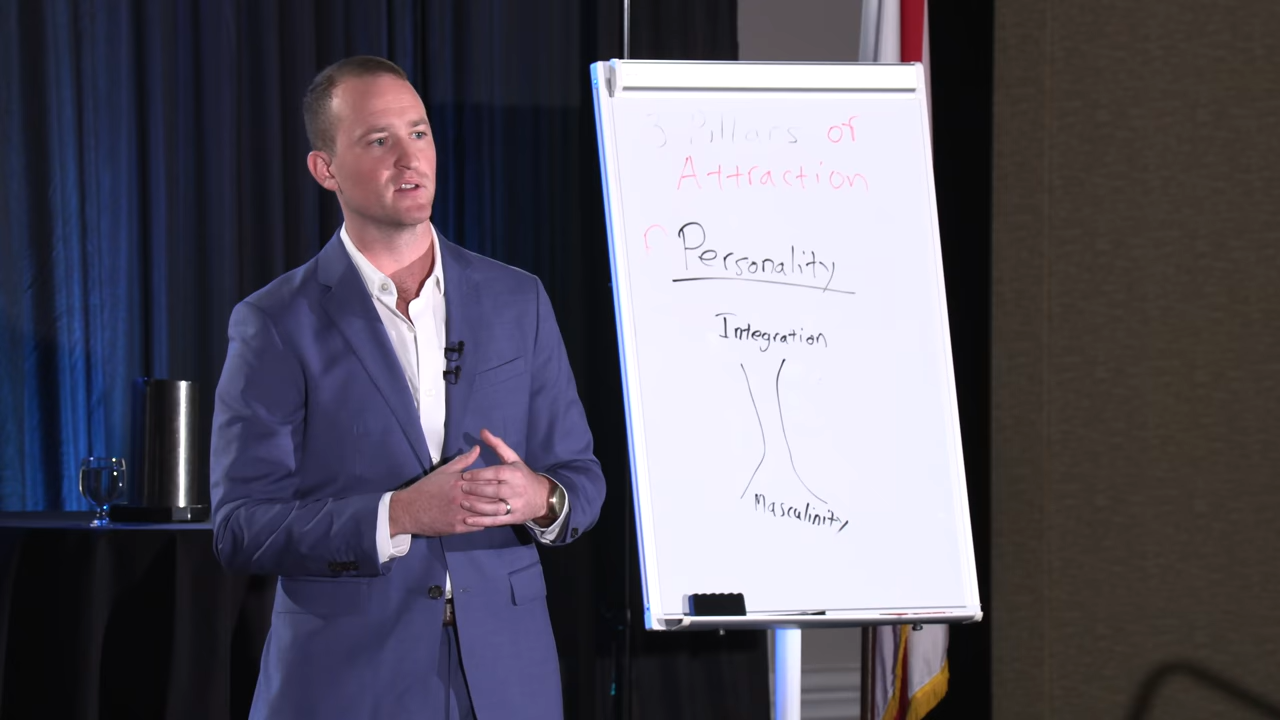 3 Pillars of
Attraction
Personality
Integration
Masculinity